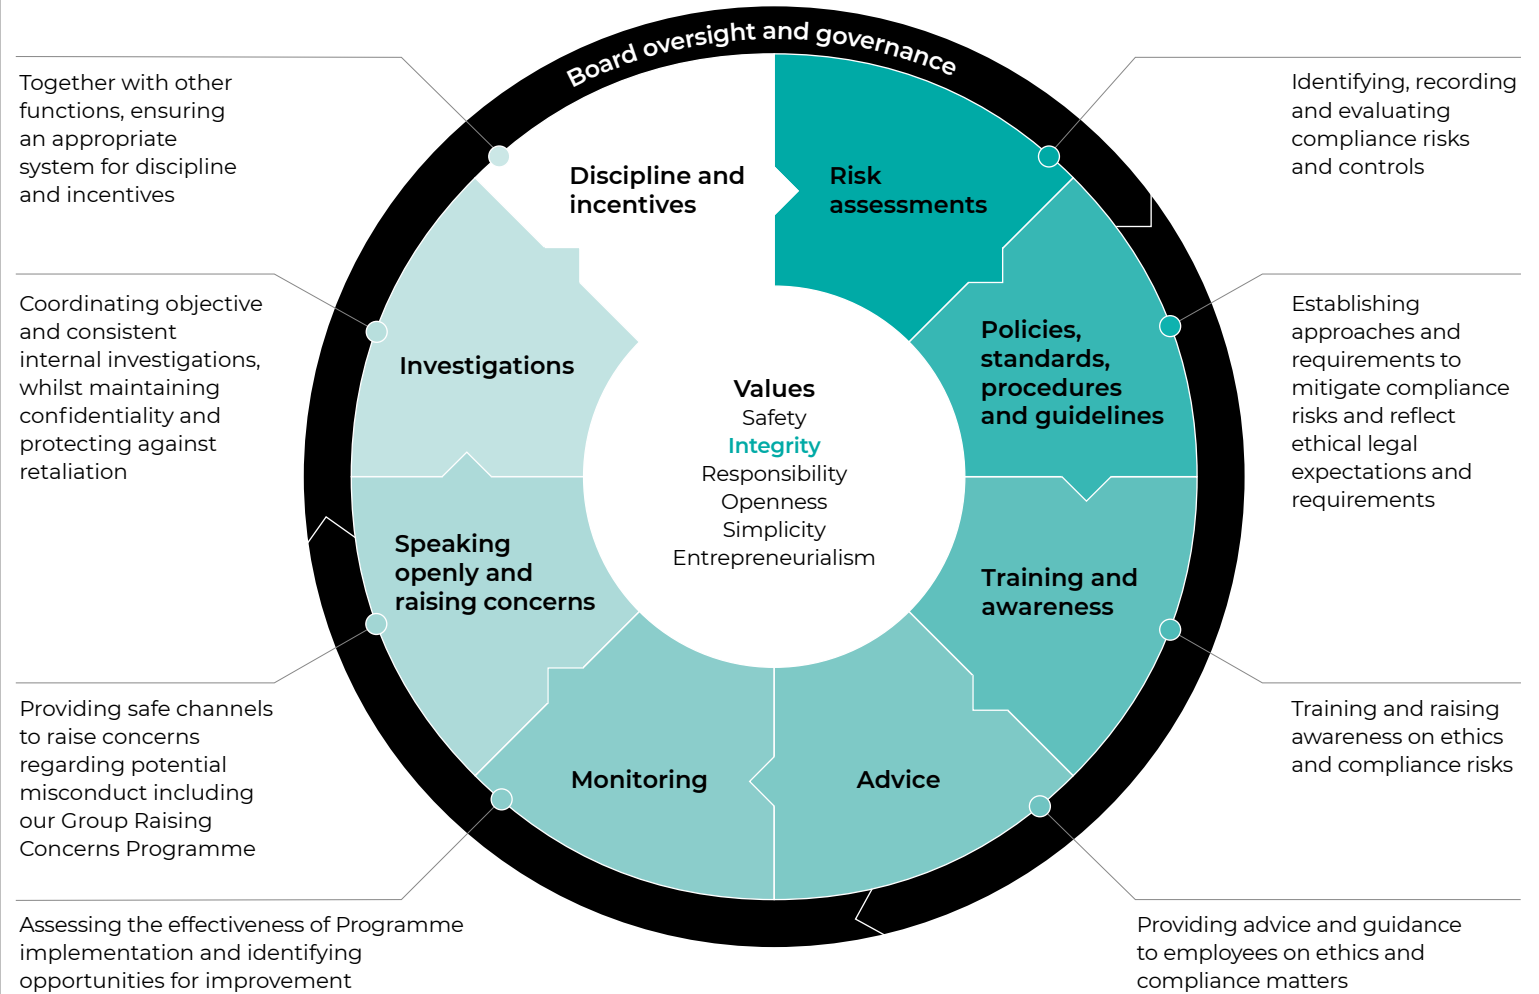 Board oversight and governance
Together with other
functions, ensuring
an appropriate
system for discipline
and incentives
Identifying, recording
and evaluating
compliance risks
and controls
Discipline and
incentives
Risk
assessments
Coordinating objective
and consistent
internal investigations,
whilst maintaining
confidentiality and
protecting against
retaliation
Investigations
Values
Safety
Integrity
Responsibility
Openness
Simplicity
Entrepreneurialism
Policies,
standards,
procedures
and guidelines
Establishing
approaches and
requirements to
mitigate compliance
risks and reflect
ethical legal
expectations and
requirements
Speaking
openly and
raising concerns
Training and
awareness
Providing safe channels
to raise concerns
regarding potential
misconduct including
our Group Raising
Concerns Programme
Monitoring
Advice
Training and raising
awareness on ethics
and compliance risks
Assessing the effectiveness of Programme
implementation and identifying
opportunities for improvement
Providing advice and guidance
to employees on ethics and
compliance matters